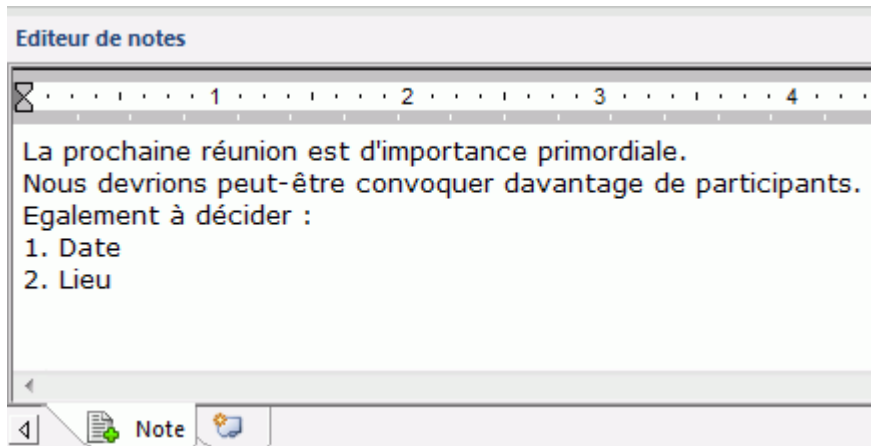 Editeur de notes
1 2 3 4
La prochaine réunion est d'importance primordiale.
Nous devrions peut-être convoquer davantage de participants.
Egalement à décider :
1. Date
2. Lieu
Note